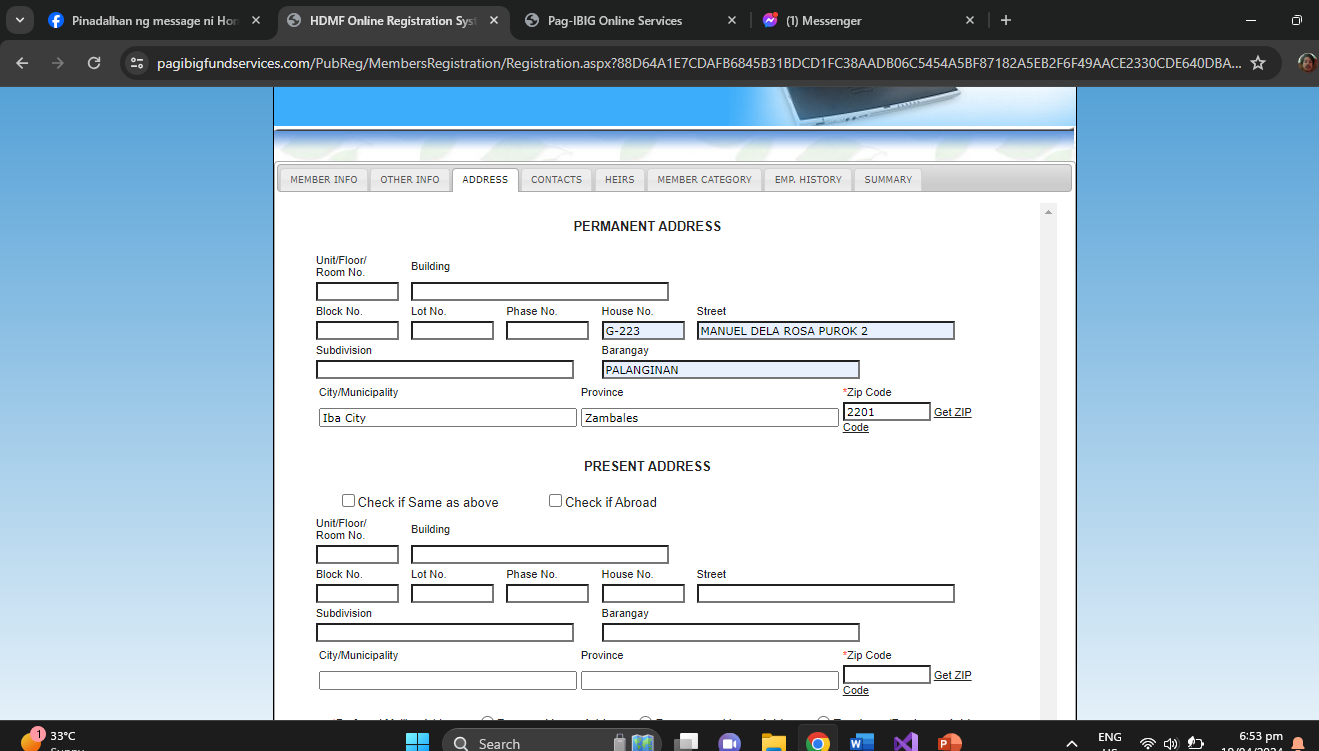 Pinadalhan ng message ni Hon
HDMF Online Registration Syst
Pag-IBIG Online Services
(1) Messenger
pagibigfundservices.com/PubReg/MembersRegistration/Registration.aspx?88D64A1E7CDAFB6845B31BDCD1FC38AADB06C5454A5BF87182A5EB2F6F49AACE2330CDE640DBA...
MEMBER INFO OTHER INFO ADDRESS CONTACTS HEIRS MEMBER CATEGORY EMP. HISTORY SUMMARY
PERMANENT ADDRESS
Unit/Floor/
Room No. Building
Block No. Lot No. Phase No. House No. Street
G-223 MANUEL DELA ROSA PUROK 2
Subdivision Barangay
PALANGINAN
City/Municipality Province *Zip Code
Iba City Zambales 2201 Get ZIP
Code
PRESENT ADDRESS
Check if Same as above Check if Abroad
Unit/Floor/
Room No. Building
Block No. Lot No. Phase No. House No. Street
Subdivision Barangay
City/Municipality Province *Zip Code
Get ZIP
Code
1 33°C
Search
ENG
6:53 pm